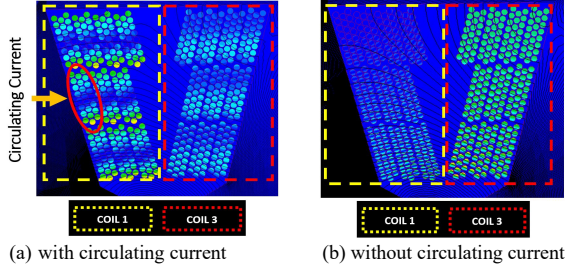 Circulating Current
COIL 1
COIL 3
COIL 1
COIL 3
(a) with circulating current
(b) without circulating current